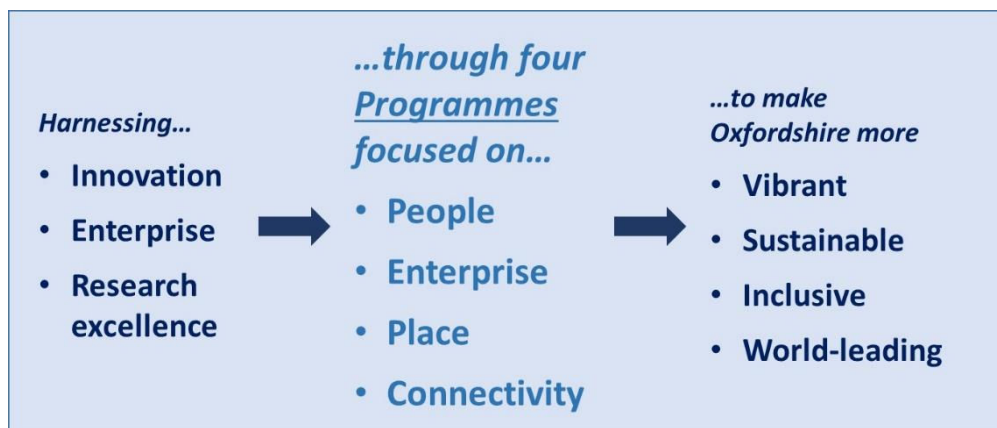 Harnessing...
• Innovation
• Enterprise
• Research
excellence
...through four
Programmes
focused on...
• People
• Enterprise
• Place
• Connectivity
...to make
Oxfordshire more
• Vibrant
• Sustainable
• Inclusive
• World-leading